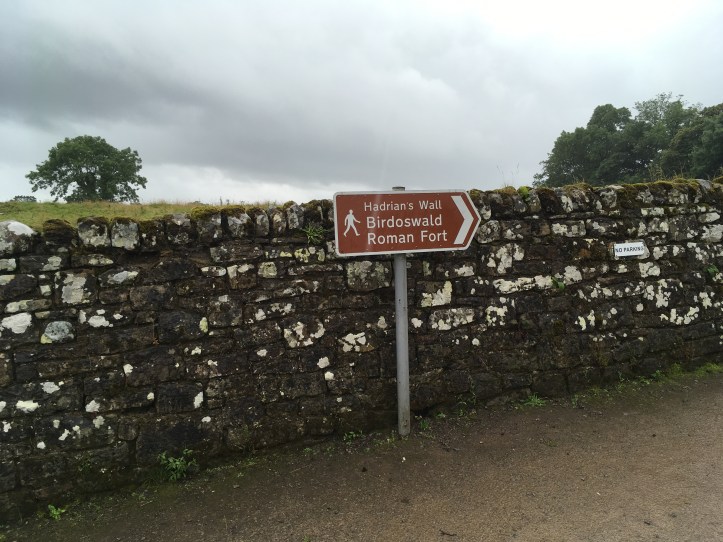 Hadrian's Wall
Birdoswald
Roman Fort
NO PARKING